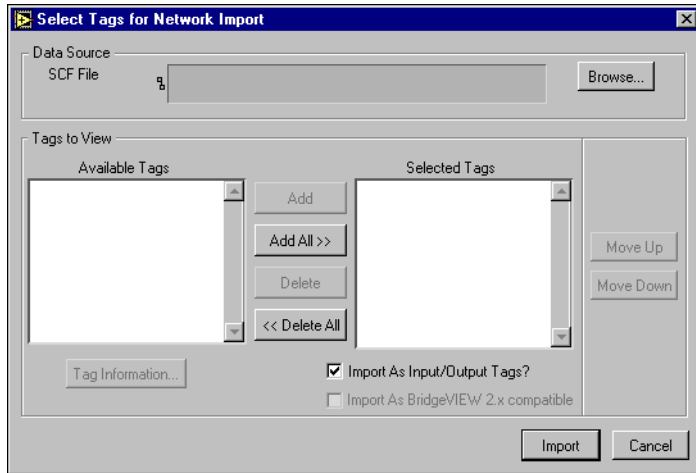 Select Tags for Network Import
Data Source
SCF File
Browse...
Tags to View
Available Tags
Selected Tags
Add
Add All >>
Delete
<< Delete All
Move Up
Move Down
Tag Information...
Import As Input/Output Tags?
Import As BridgeVIEW 2.x compatible
Import
Cancel